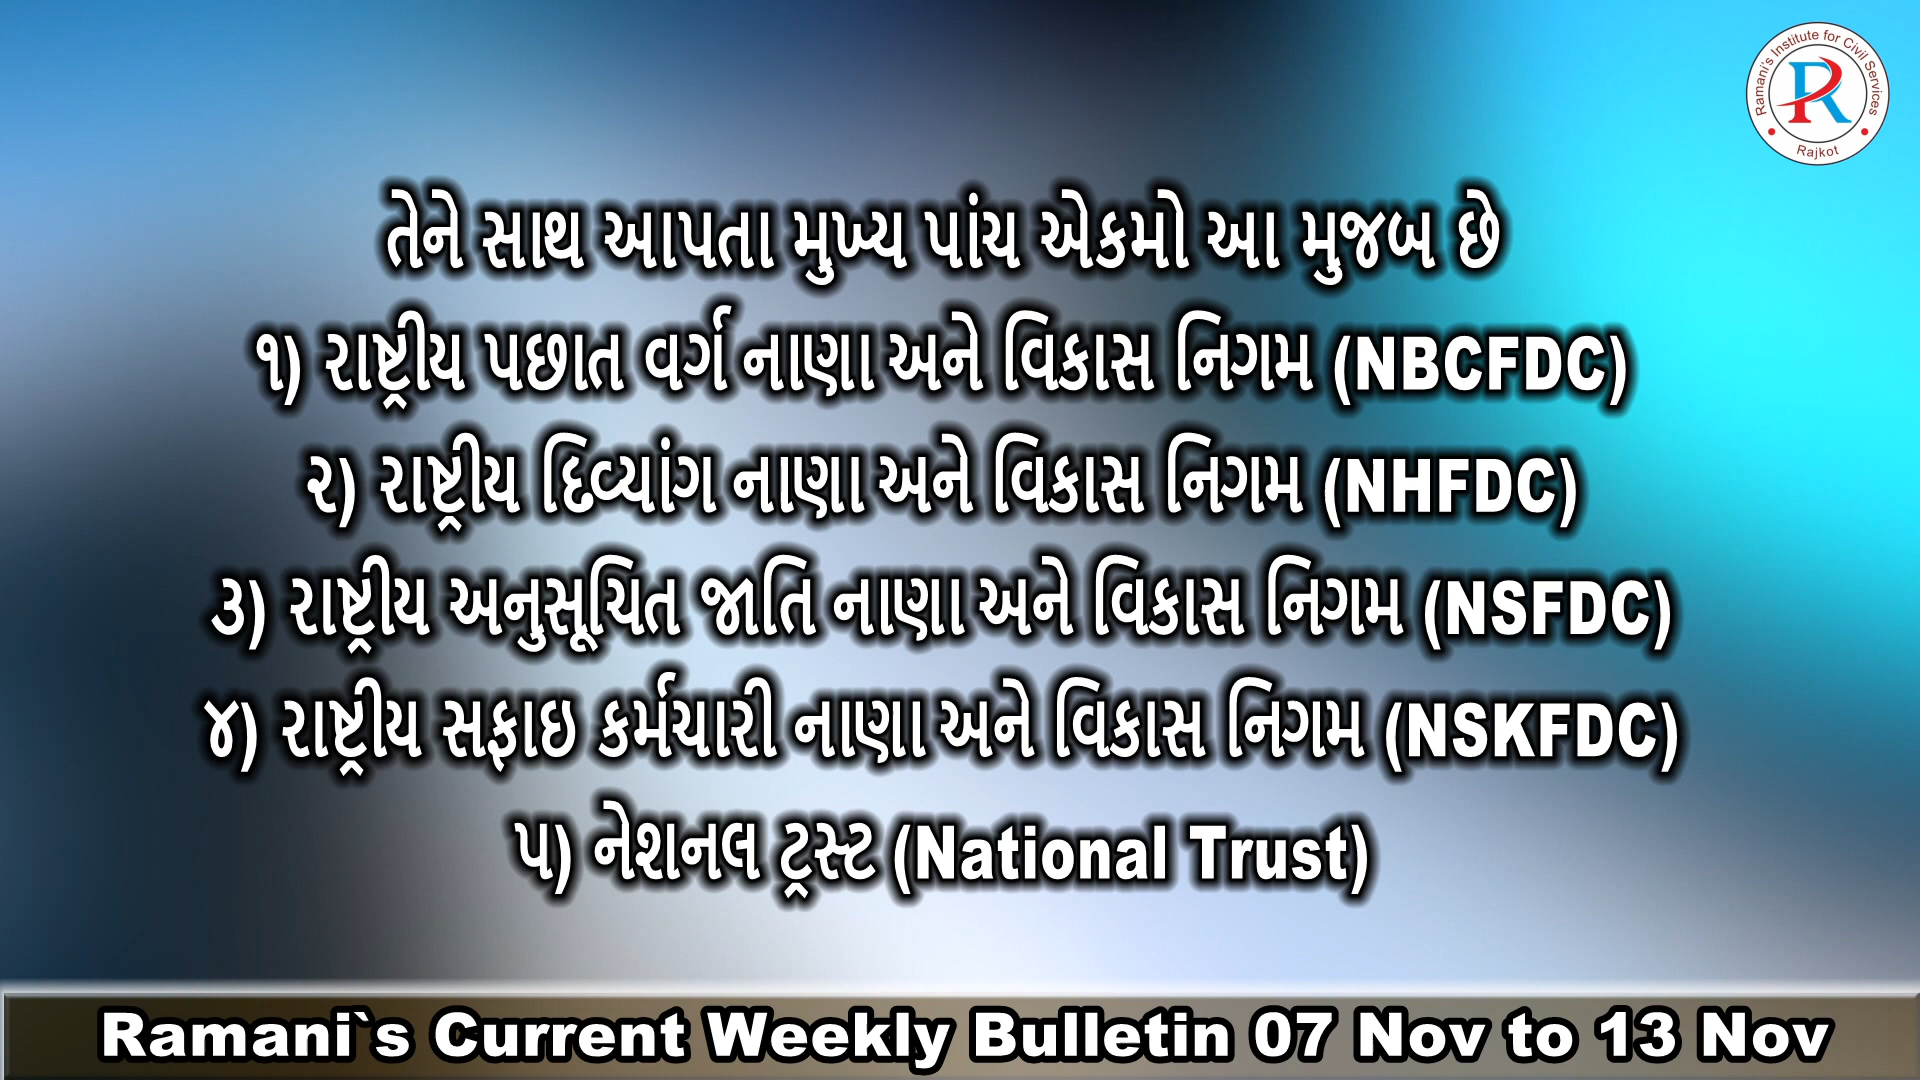 Ramani's Institute for Civil Services
R
Rajkot
તેને સાથ આપતા મુખ્ય પાંચ એકમો આ મુજબ છે
૧) રાષ્ટ્રીય પછાત વર્ગ નાણા અને વિકાસ નિગમ (NBCFDC)
૨) રાષ્ટ્રીય દિવ્યાંગ નાણા અને વિકાસ નિગમ (NHFDC)
૩) રાષ્ટ્રીય અનુસૂચિત જાતિ નાણા અને વિકાસ નિગમ (NSFDC)
૪) રાષ્ટ્રીય સફાઇ કર્મચારી નાણા અને વિકાસ નિગમ (NSKFDC)
૫) નેશનલ ટ્રસ્ટ (National Trust)
Ramani`s Current Weekly Bulletin 07 Nov to 13 Nov